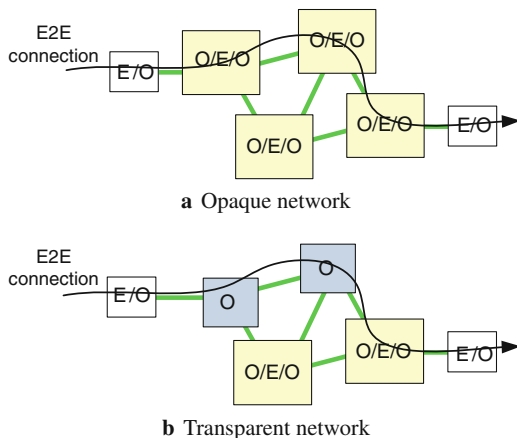 E2E
connection
E/O
O/E/O
O/E/O
O/E/O
O/E/O
E/O
a Opaque network
E2E
connection
E/O
O
O
O/E/O
O/E/O
E/O
b Transparent network